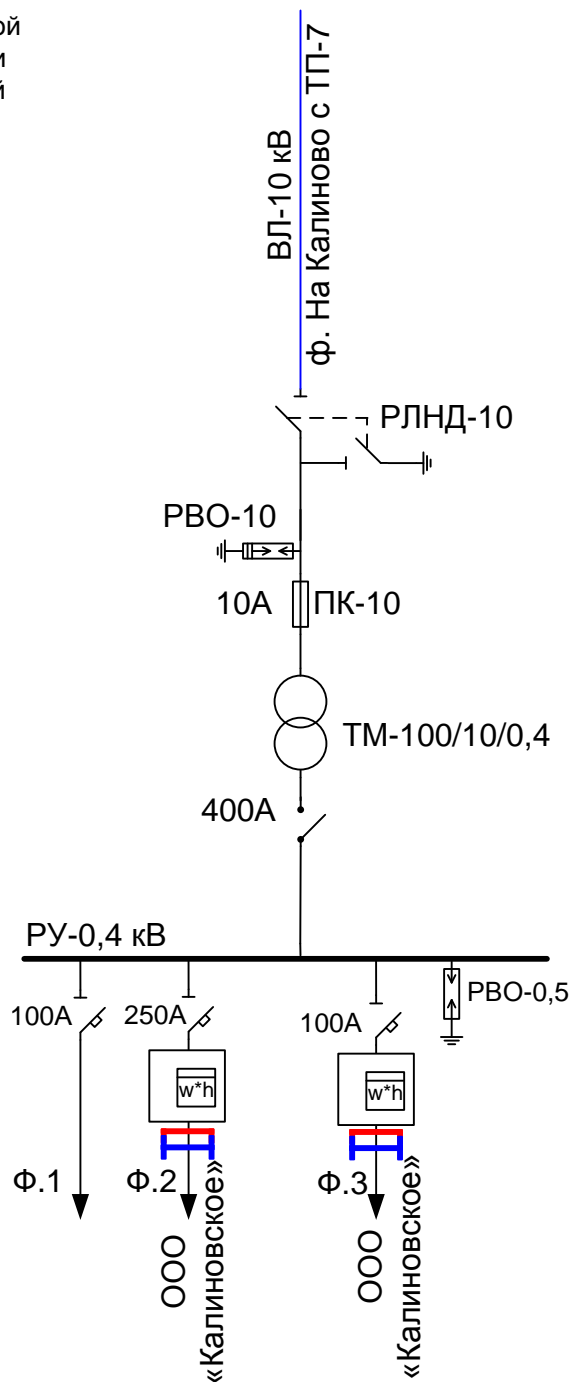 ой
и
й
ВЛ-10 кВ
ф. На Калиново с ТП-7
РЛНД-10
РВО-10
10А
ПК-10
ТМ-100/10/0,4
400А
РУ-0,4 кВ
100А
250А
100А
РВО-0,5
w*h
w*h
Ф.1
Ф.2
Ф.3
ООО
«Калиновское»
ООО
«Калиновское»